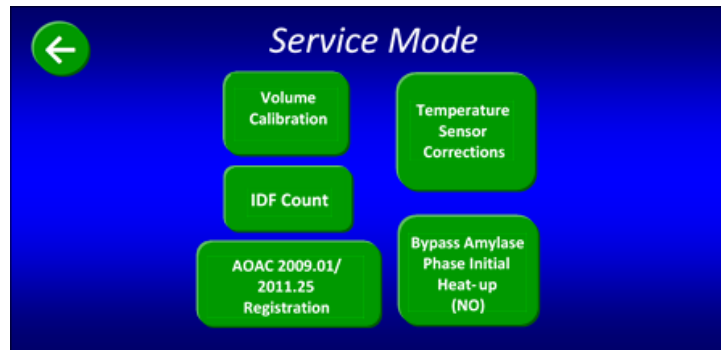 Service Mode
Volume
Calibration
Temperature
Sensor
Corrections
IDF Count
AOAC 2009.01/
2011.25
Registration
Bypass Amylase
Phase Initial
Heat-up
(NO)